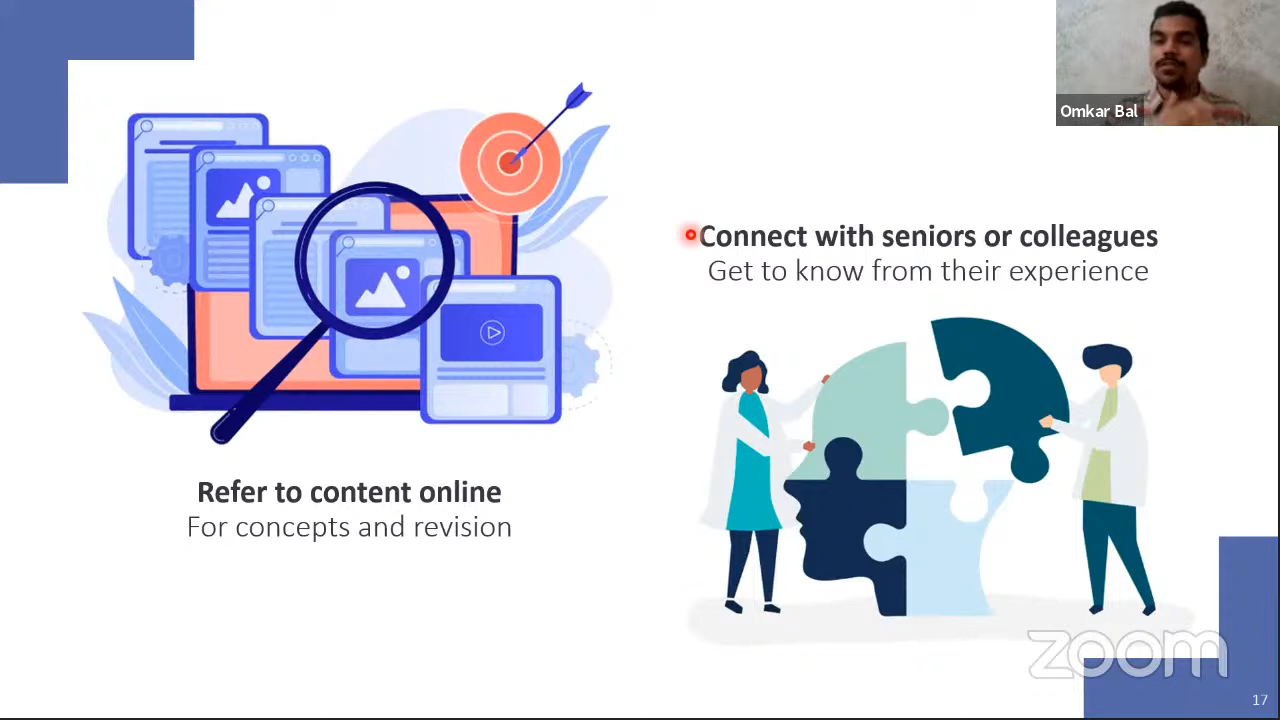 Omkar Bal
Connect with seniors or colleagues
Get to know from their experience
Refer to content online
For concepts and revision
zoom
17